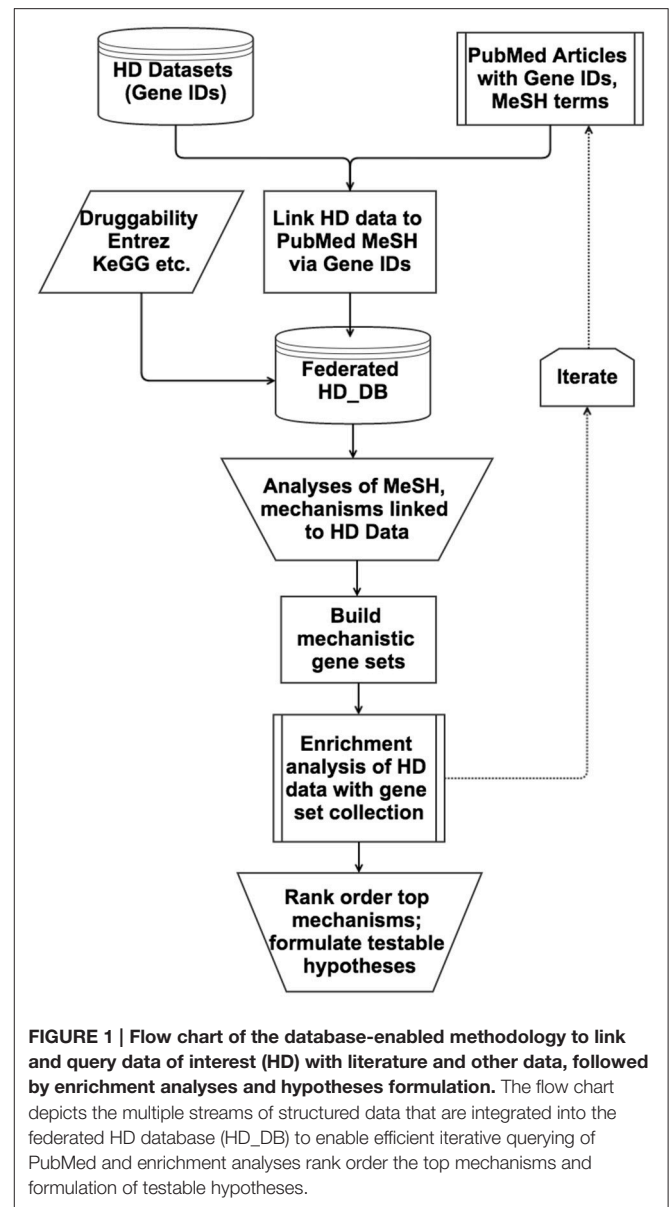 HD Datasets
(Gene IDs)
PubMed Articles
with Gene IDs,
MeSH terms
Druggability
Entrez
KeGG etc.
Link HD data to
PubMed MeSH
via Gene IDs
Federated
HD_DB
Iterate
Analyses of MeSH,
mechanisms linked
to HD Data
Build
mechanistic
gene sets
Enrichment
analysis of HD
data with gene
set collection
Rank order top
mechanisms;
formulate testable
hypotheses
FIGURE 1 | Flow chart of the database-enabled methodology to link
and query data of interest (HD) with literature and other data, followed
by enrichment analyses and hypotheses formulation. The flow chart
depicts the multiple streams of structured data that are integrated into the
federated HD database (HD_DB) to enable efficient iterative querying of
PubMed and enrichment analyses rank order the top mechanisms and
formulation of testable hypotheses.